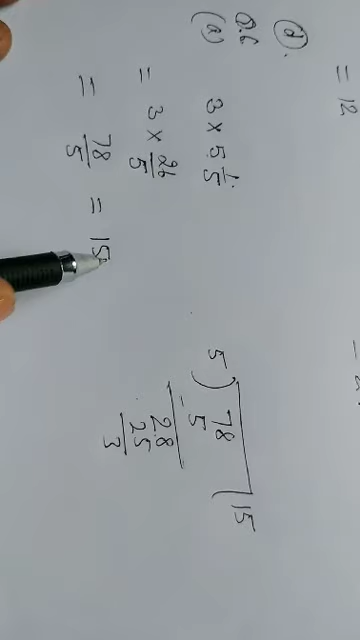 = 12
(d).
Q.6
(a) 3 × 5 1/5
= 3 × 26/5
= 78/5 = 15
5 ) 78 ( 15
- 5
28
25
3